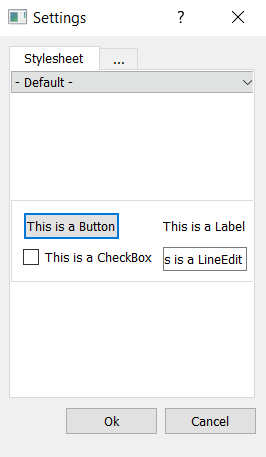 Settings
?
Stylesheet
...
- Default -
This is a Button
This is a Label
This is a CheckBox
s is a LineEdit
Ok
Cancel